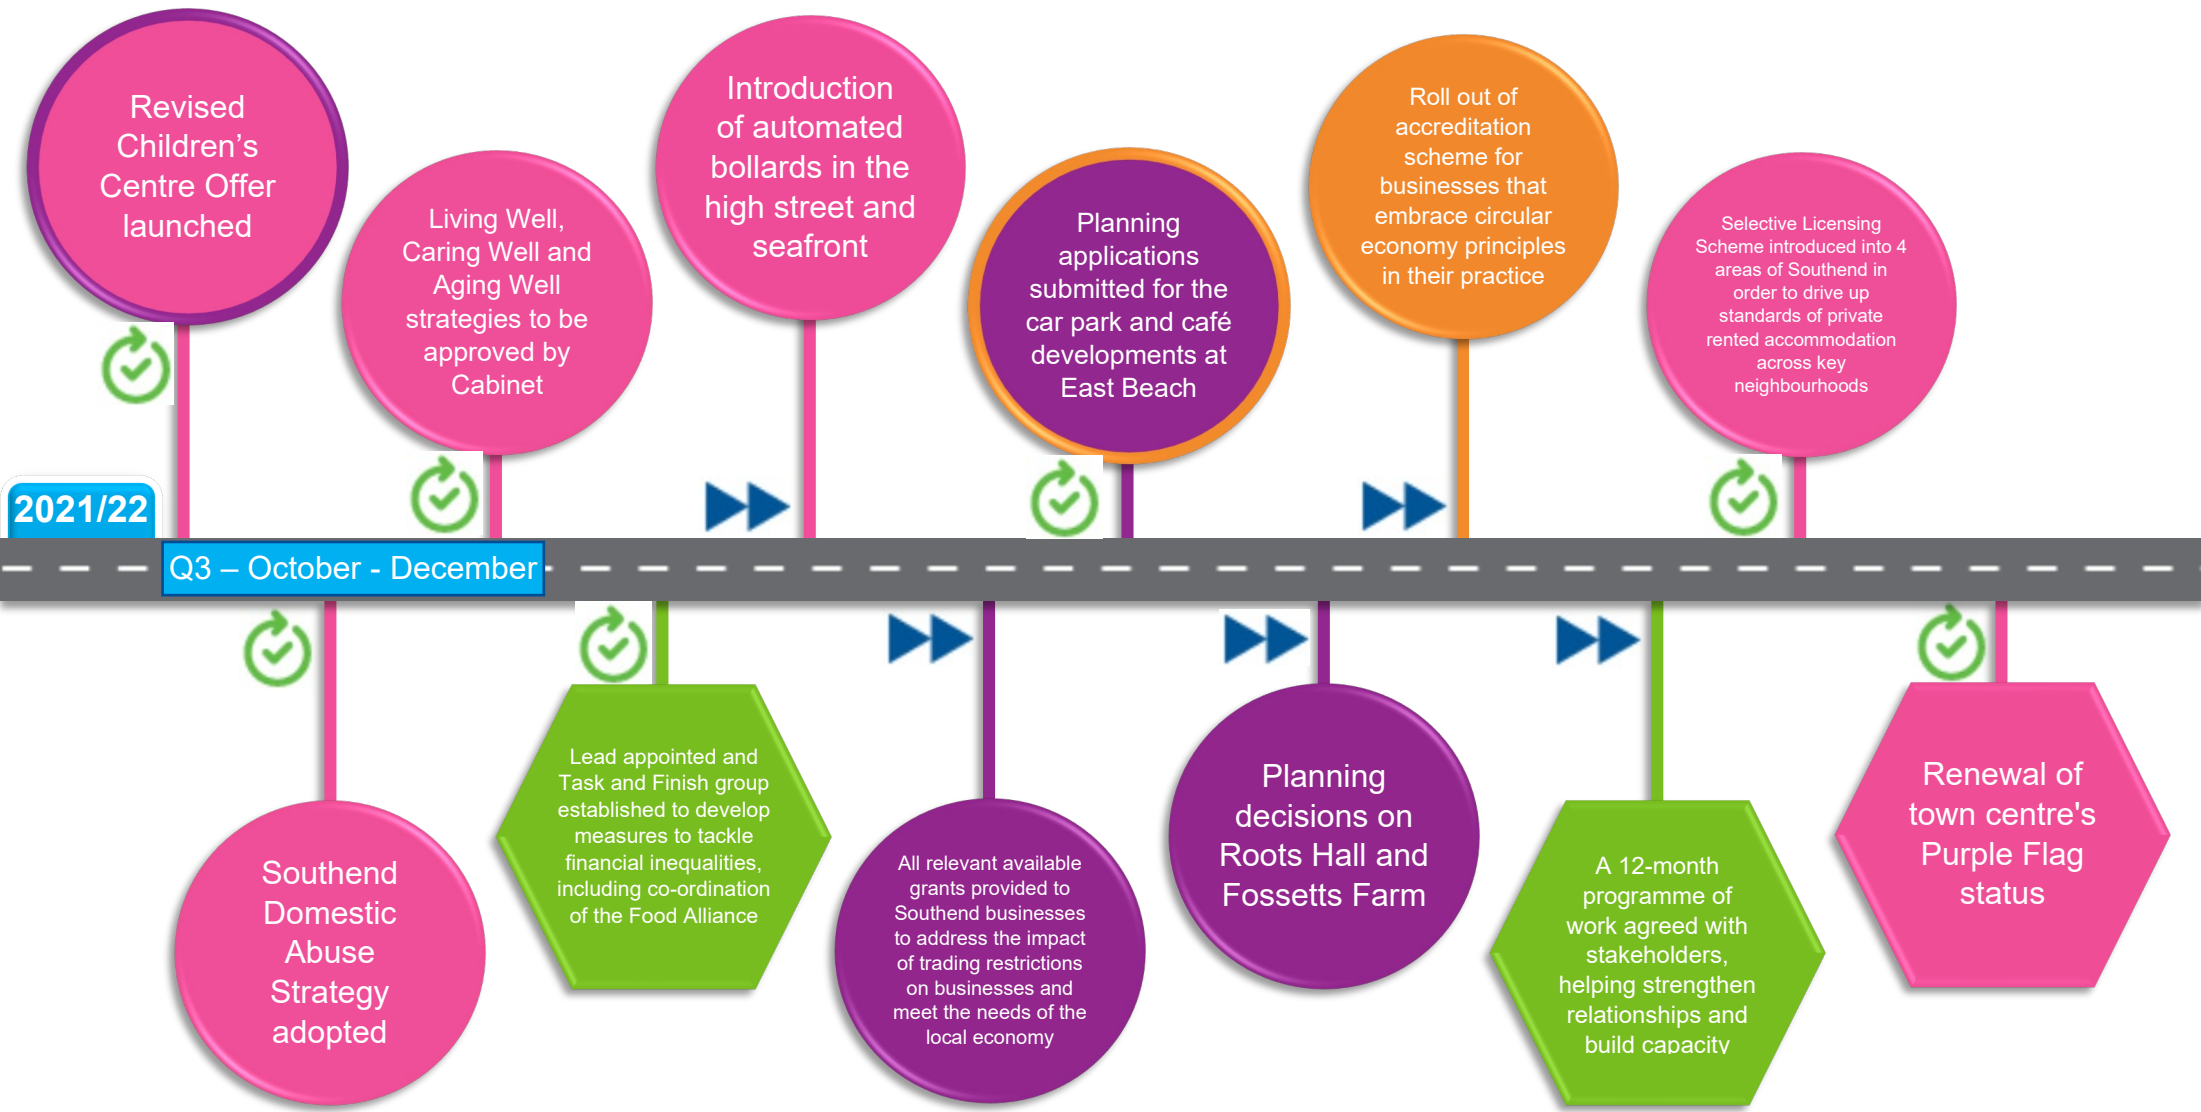 Revised
Children’s
Centre Offer
launched
Living Well,
Caring Well and
Aging Well
strategies to be
approved by
Cabinet
Introduction
of automated
bollards in the
high street and
seafront
Planning
applications
submitted for the
car park and café
developments at
East Beach
Roll out of
accreditation
scheme for
businesses that
embrace circular
economy principles
in their practice
Selective Licensing
Scheme introduced into 4
areas of Southend in
order to drive up
standards of private
rented accommodation
across key
neighbourhoods
2021/22
Q3 – October - December
Southend
Domestic
Abuse
Strategy
adopted
Lead appointed and
Task and Finish group
established to develop
measures to tackle
financial inequalities,
including co-ordination
of the Food Alliance
All relevant available
grants provided to
Southend businesses
to address the impact
of trading restrictions
on businesses and
meet the needs of the
local economy
Planning
decisions on
Roots Hall and
Fossetts Farm
A 12-month
programme of
work agreed with
stakeholders,
helping strengthen
relationships and
build capacity
Renewal of
town centre's
Purple Flag
status